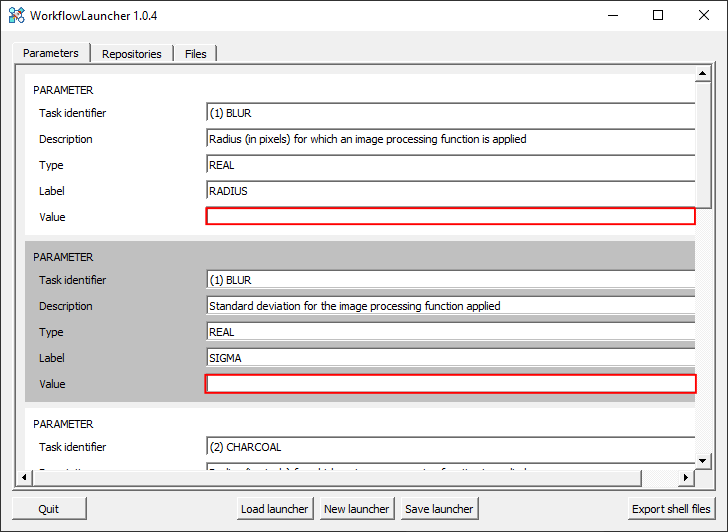 WorkflowLauncher 1.0.4
Parameters Repositories Files
PARAMETER
Task identifier (1) BLUR
Description Radius (in pixels) for which an image processing function is applied
Type REAL
Label RADIUS
Value
PARAMETER
Task identifier (1) BLUR
Description Standard deviation for the image processing function applied
Type REAL
Label SIGMA
Value
PARAMETER
Task identifier (2) CHARCOAL
Quit Load launcher New launcher Save launcher Export shell files